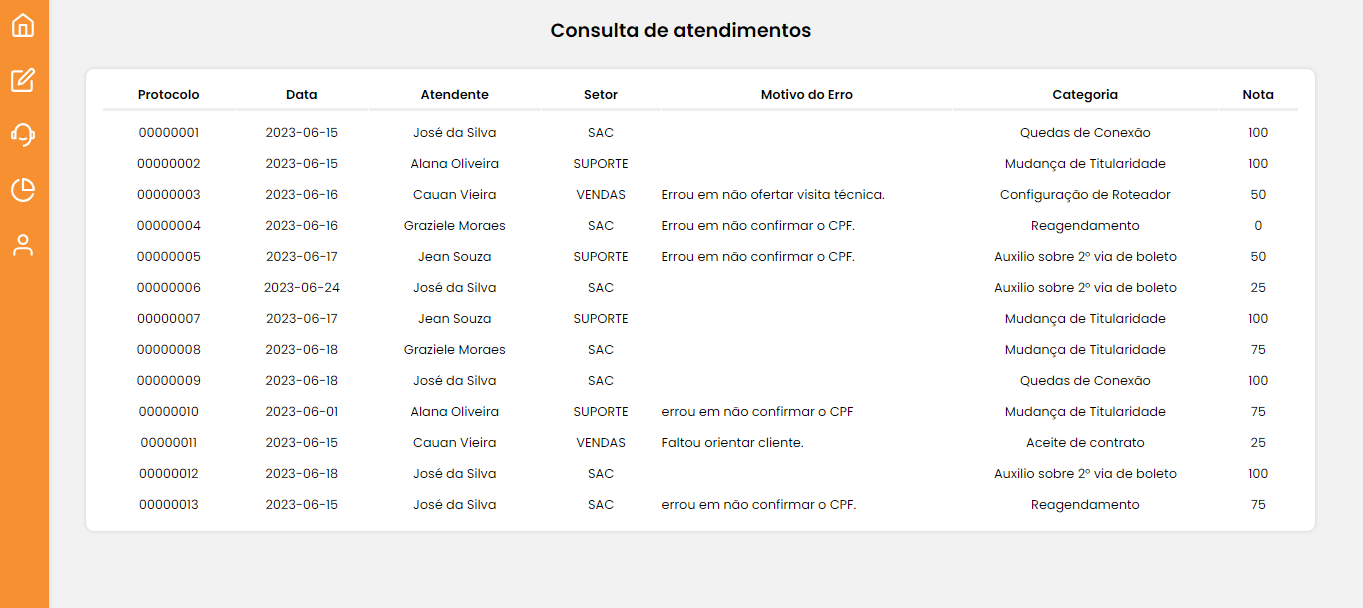 Consulta de atendimentos
Protocolo Data Atendente Setor Motivo do Erro Categoria Nota
00000001 2023-06-15 José da Silva SAC Quedas de Conexão 100
00000002 2023-06-15 Alana Oliveira SUPORTE Mudança de Titularidade 100
00000003 2023-06-16 Cauan Vieira VENDAS Errou em não ofertar visita técnica. Configuração de Roteador 50
00000004 2023-06-16 Graziele Moraes SAC Errou em não confirmar o CPF. Reagendamento 0
00000005 2023-06-17 Jean Souza SUPORTE Errou em não confirmar o CPF. Auxilio sobre 2º via de boleto 50
00000006 2023-06-24 José da Silva SAC Auxilio sobre 2º via de boleto 25
00000007 2023-06-17 Jean Souza SUPORTE Mudança de Titularidade 100
00000008 2023-06-18 Graziele Moraes SAC Mudança de Titularidade 75
00000009 2023-06-18 José da Silva SAC Quedas de Conexão 100
00000010 2023-06-01 Alana Oliveira SUPORTE errou em não confirmar o CPF Mudança de Titularidade 75
00000011 2023-06-15 Cauan Vieira VENDAS Faltou orientar cliente. Aceite de contrato 25
00000012 2023-06-18 José da Silva SAC Auxilio sobre 2º via de boleto 100
00000013 2023-06-15 José da Silva SAC errou em não confirmar o CPF. Reagendamento 75